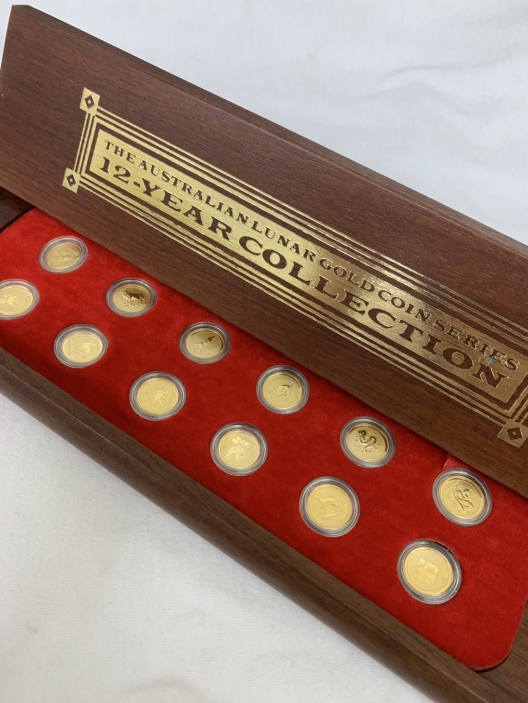 THE AUSTRALIAN LUNAR GOLD COIN SERIES
12-YEAR COLLECTION